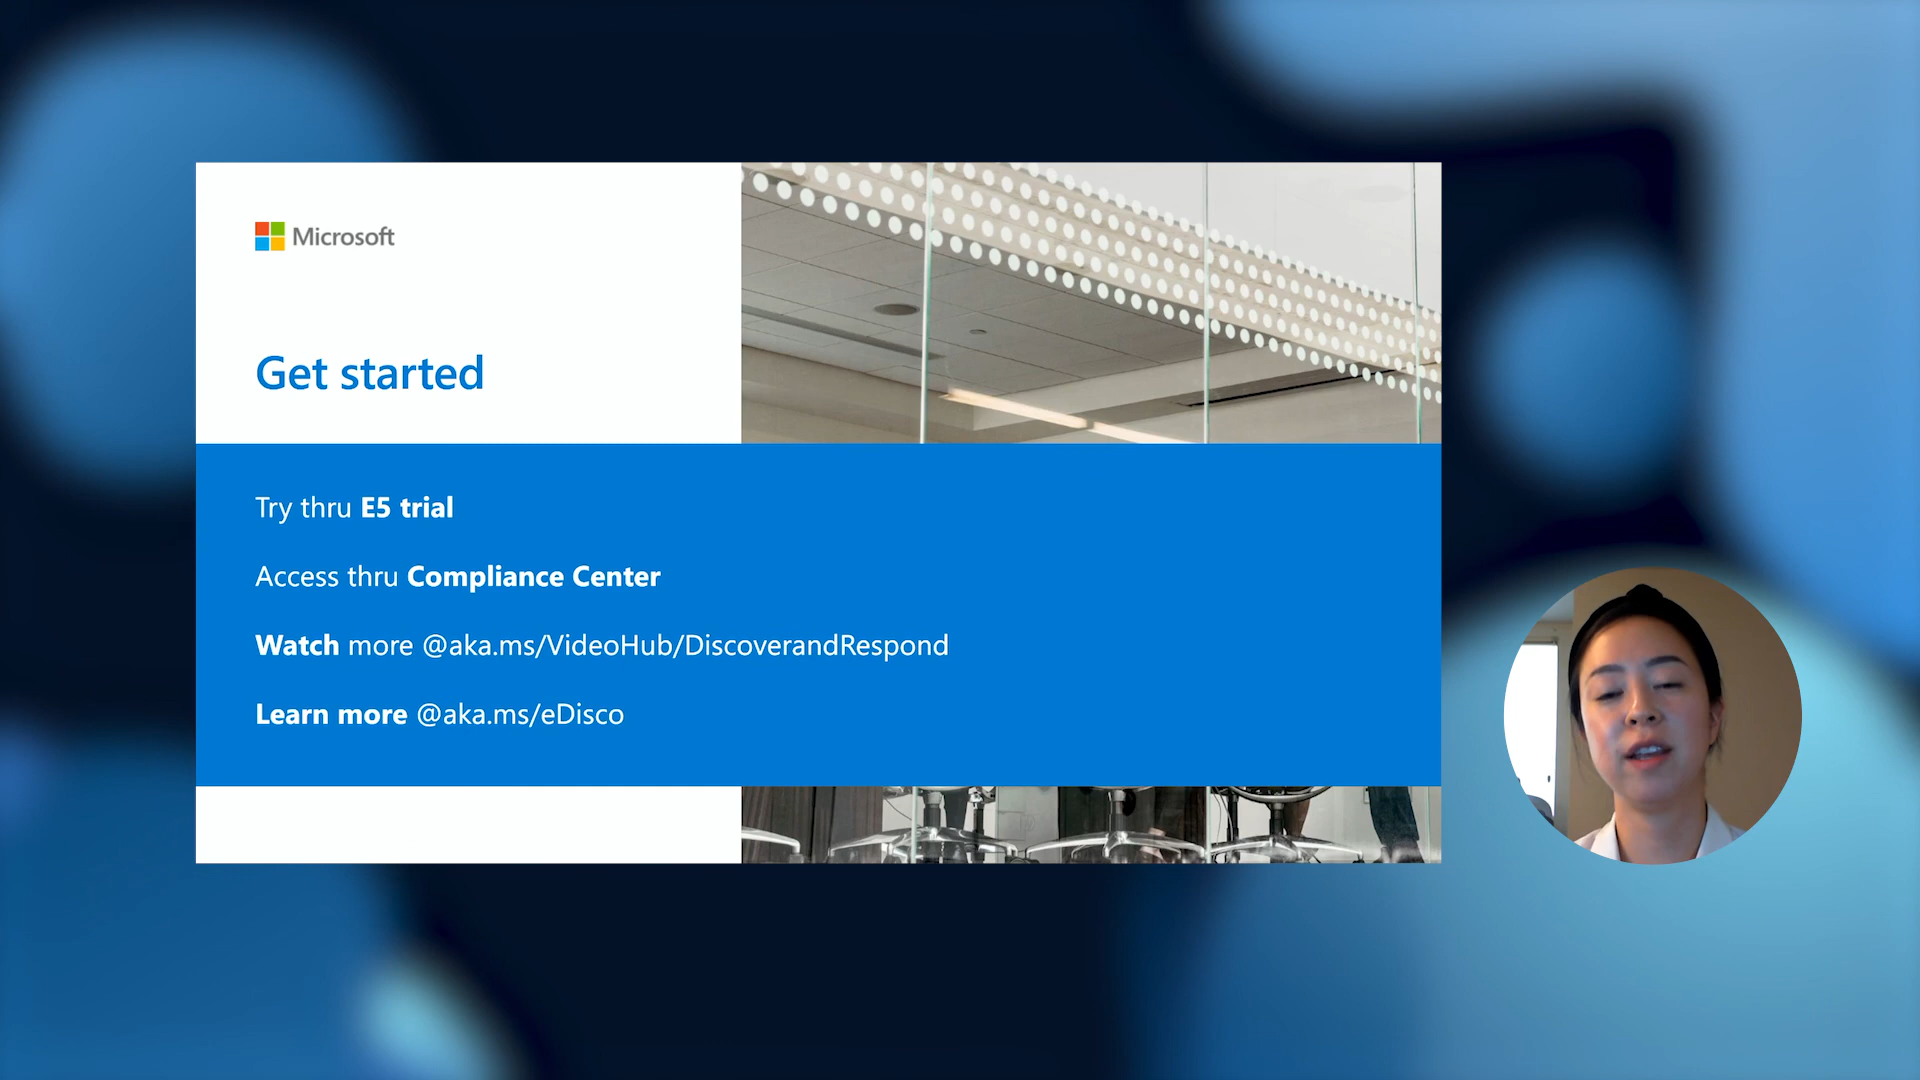 Microsoft
Get started
Try thru E5 trial
Access thru Compliance Center
Watch more @aka.ms/VideoHub/DiscoverandRespond
Learn more @aka.ms/eDisco